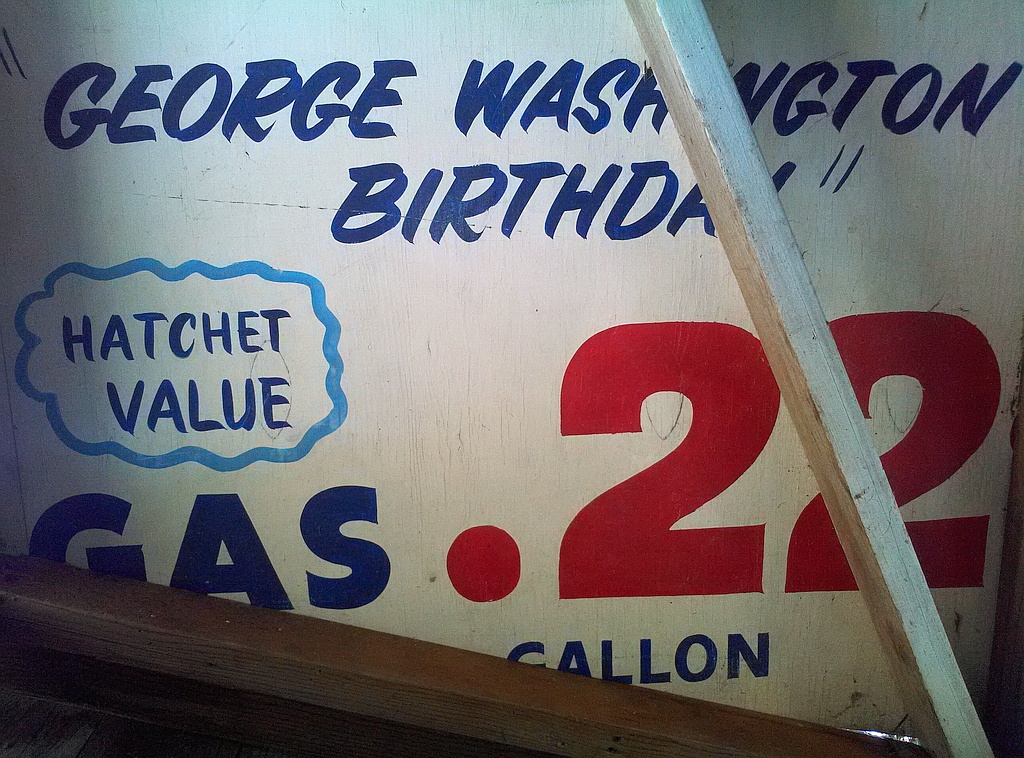 "GEORGE WASHINGTON
BIRTHDAY"
HATCHET
VALUE
GAS .22
GALLON